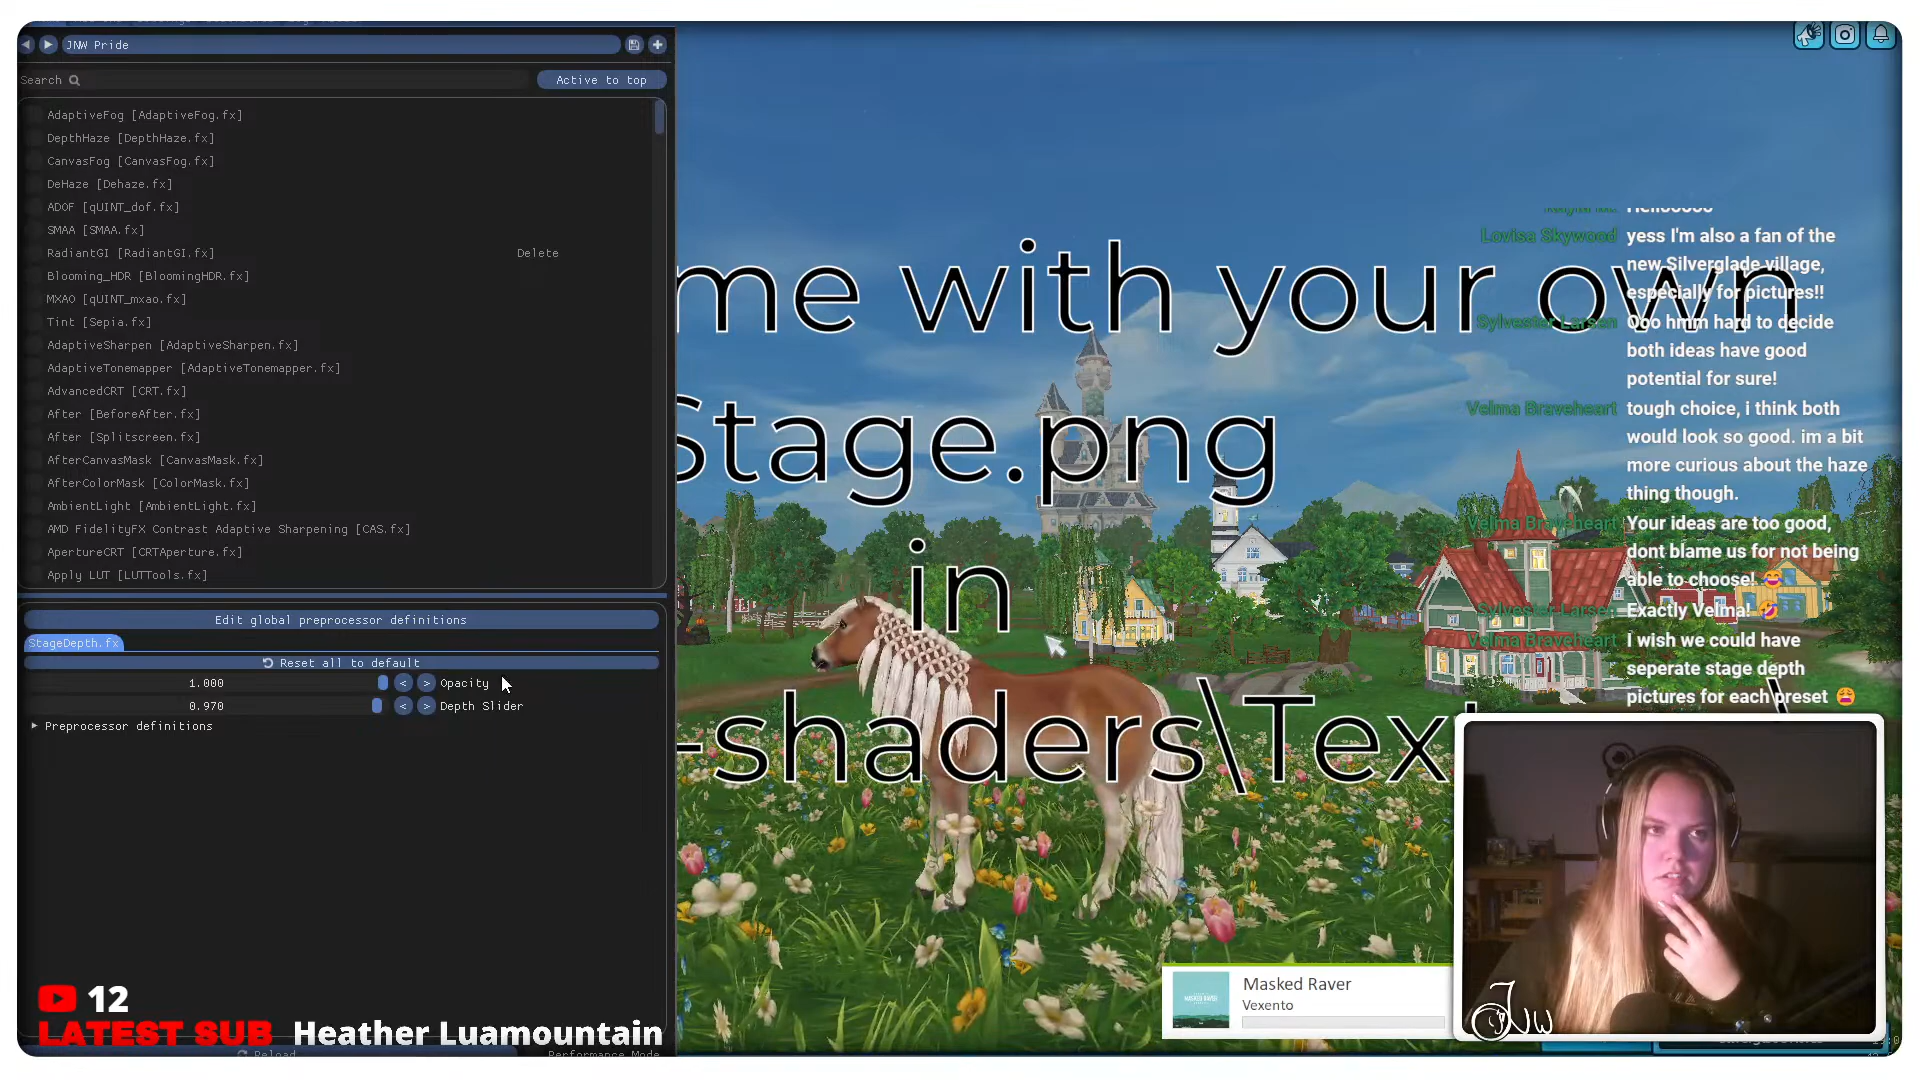 JNW Pride
Search
Active to top
AdaptiveFog [AdaptiveFog.fx]
DepthHaze [DepthHaze.fx]
CanvasFog [CanvasFog.fx]
DeHaze [Dehaze.fx]
ADOF [qUINT_dof.fx]
SMAA [SMAA.fx]
RadiantGI [RadiantGI.fx]
Delete
Blooming_HDR [BloomingHDR.fx]
MXAO [qUINT_mxao.fx]
Tint [Sepia.fx]
AdaptiveSharpen [AdaptiveSharpen.fx]
AdaptiveTonemapper [AdaptiveTonemapper.fx]
AdvancedCRT [CRT.fx]
After [BeforeAfter.fx]
After [Splitscreen.fx]
AfterCanvasMask [CanvasMask.fx]
AfterColorMask [ColorMask.fx]
AmbientLight [AmbientLight.fx]
AMD FidelityFX Contrast Adaptive Sharpening [CAS.fx]
ApertureCRT [CRTAperture.fx]
Apply LUT [LUTTools.fx]
Edit global preprocessor definitions
StageDepth.fx
Reset all to default
1.000 < > Opacity
0.970 < > Depth Slider
Preprocessor definitions
12
LATEST SUB Heather Luamountain
Reload
Performance Mode
me with your own
Stage.png
in
-shaders\Text
Lovisa Skywood yess I'm also a fan of the
new Silverglade village,
especially for pictures!!
Sylvester Larsen Ooo hmm hard to decide
both ideas have good
potential for sure!
Velma Braveheart tough choice, i think both
would look so good. im a bit
more curious about the haze
thing though.
Velma Braveheart Your ideas are too good,
dont blame us for not being
able to choose! 😂
Sylvester Larsen Exactly Velma! 🤣
Velma Braveheart I wish we could have
seperate stage depth
pictures for each preset 😩
Masked Raver
Vexento
MASKED RAVER
Jnw